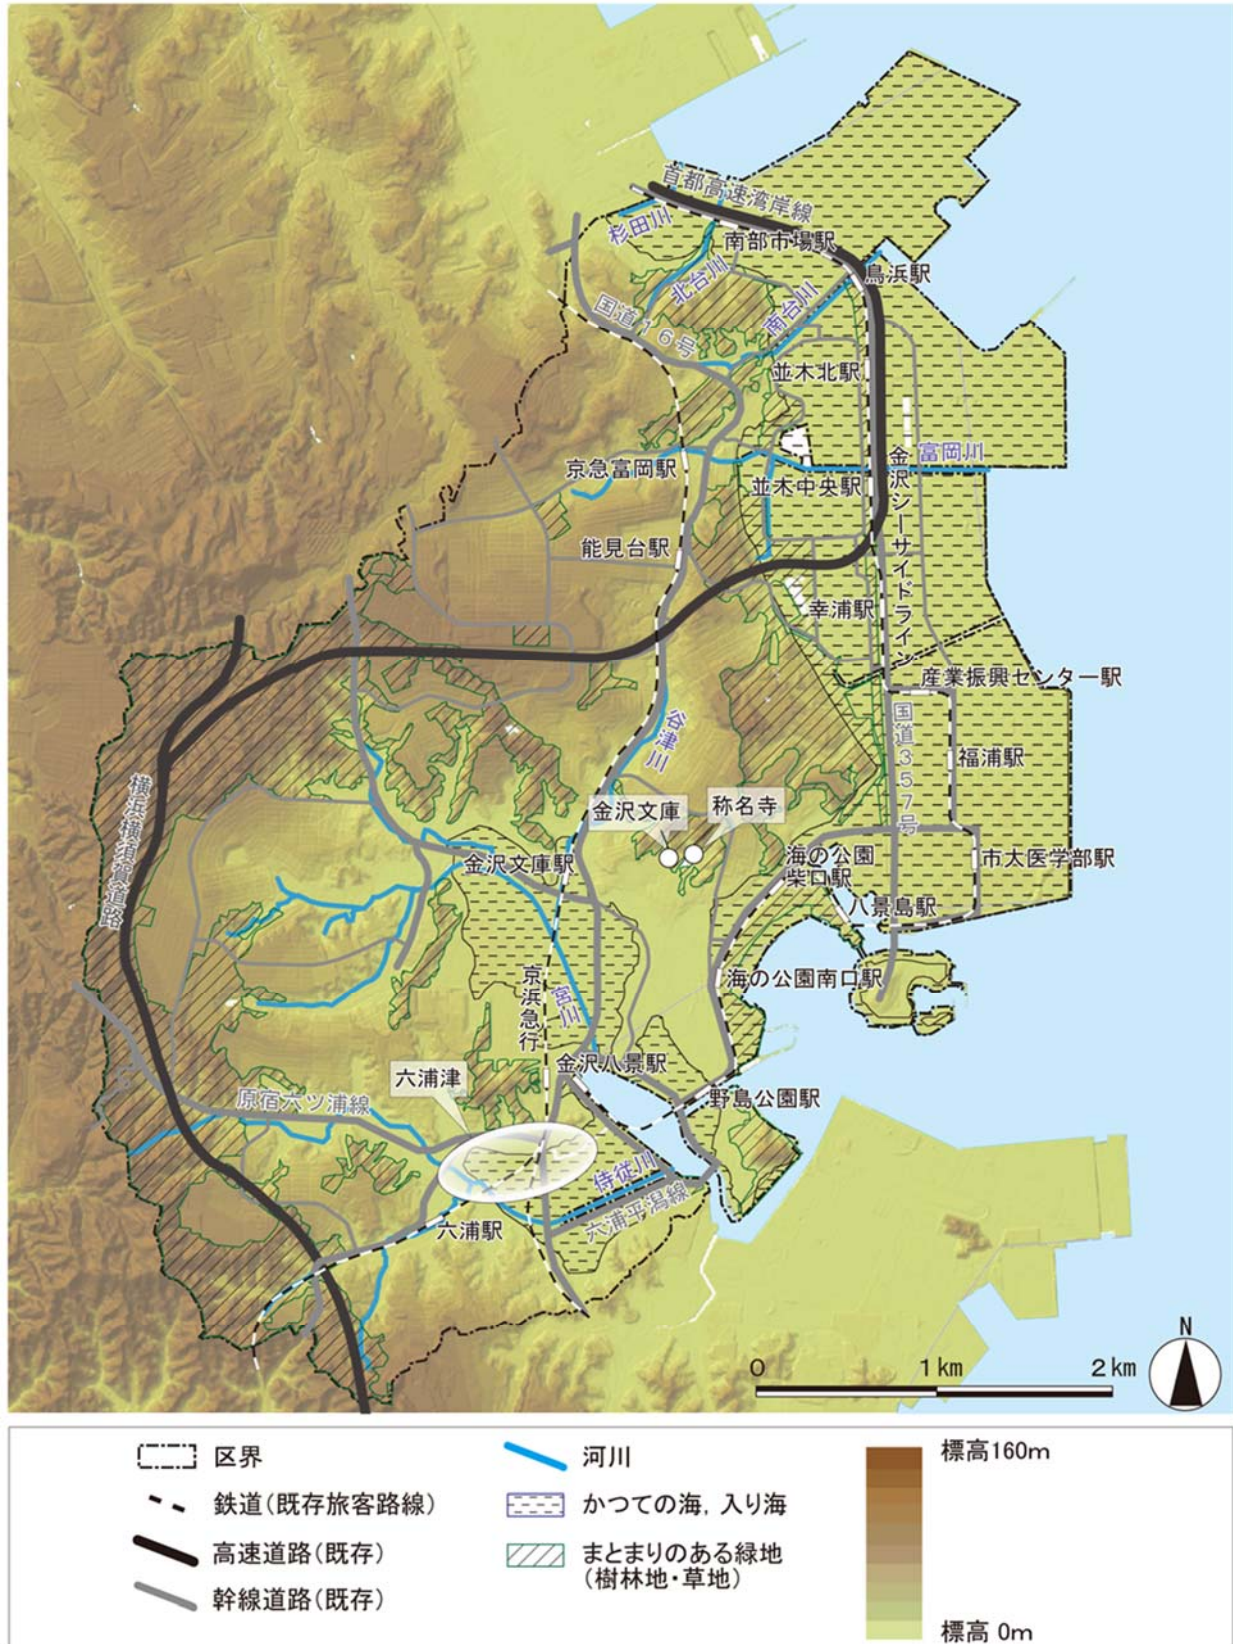 首都高速湾岸線
杉田川
南部市場駅
鳥浜駅
北台川
南台川
国道16号
並木北駅
富岡川
京急富岡駅
並木中央駅
金沢シーサイドライン
能見台駅
幸浦駅
産業振興センター駅
国道357号
谷津川
福浦駅
横浜横須賀道路
金沢文庫
称名寺
金沢文庫駅
海の公園
柴口駅
市大医学部駅
八景島駅
海の公園南口駅
京浜急行
宮川
金沢八景駅
六浦津
野島公園駅
原宿六ツ浦線
侍従川
六浦平潟線
六浦駅
N
0 1km 2km
区界
鉄道(既存旅客路線)
高速道路(既存)
幹線道路(既存)
河川
かつての海，入り海
まとまりのある緑地
(樹林地・草地)
標高160m
標高 0m